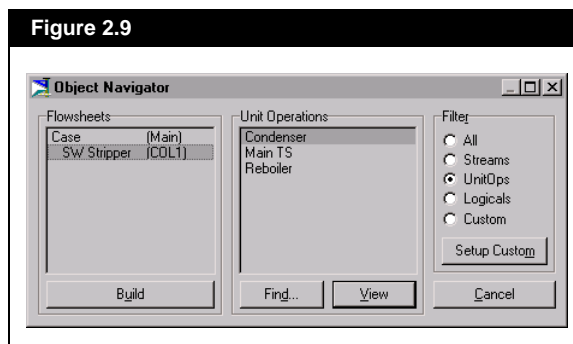 Figure 2.9
Object Navigator
Flowsheets
Case (Main)
SW Stripper (COL1)
Build
Unit Operations
Condenser
Main TS
Reboiler
Find...
View
Filter
All
Streams
UnitOps
Logicals
Custom
Setup Custom
Cancel